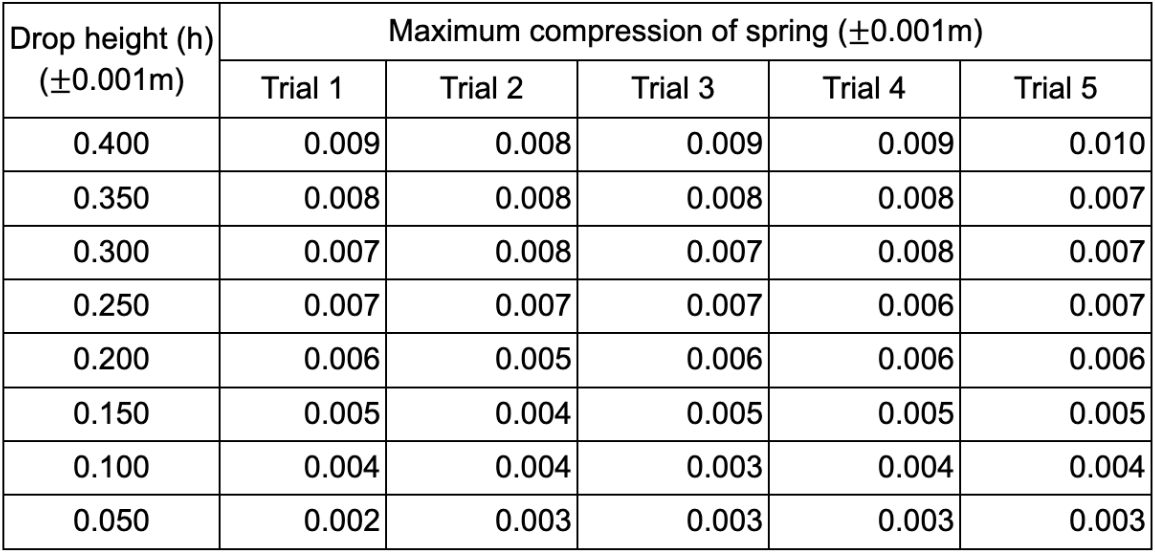 Drop height (h) (±0.001m) Maximum compression of spring (±0.001m)
Trial 1 Trial 2 Trial 3 Trial 4 Trial 5
0.400 0.009 0.008 0.009 0.009 0.010
0.350 0.008 0.008 0.008 0.008 0.007
0.300 0.007 0.008 0.007 0.008 0.007
0.250 0.007 0.007 0.007 0.006 0.007
0.200 0.006 0.005 0.006 0.006 0.006
0.150 0.005 0.004 0.005 0.005 0.005
0.100 0.004 0.004 0.003 0.004 0.004
0.050 0.002 0.003 0.003 0.003 0.003